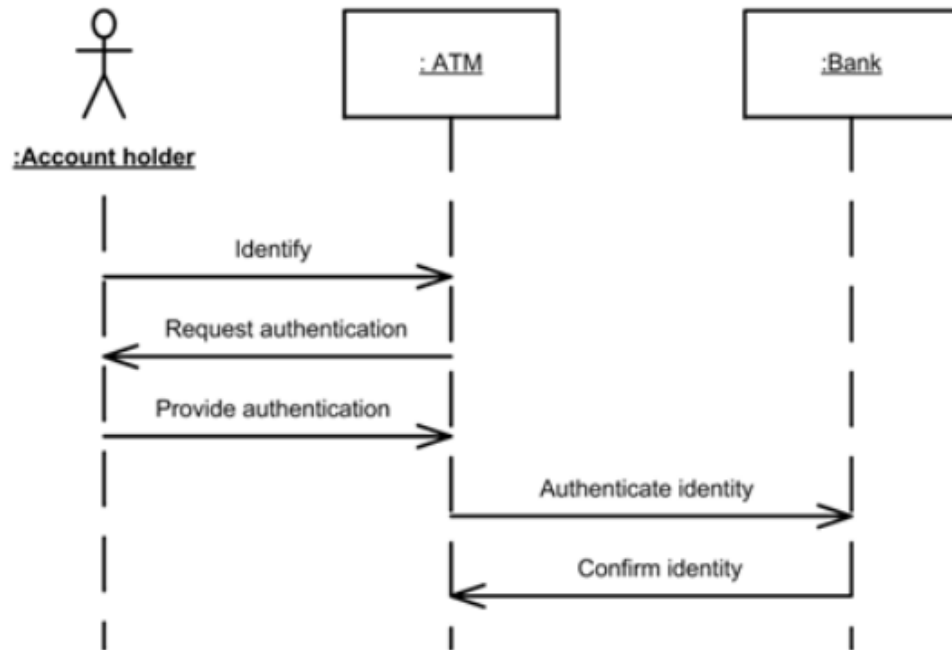 : ATM
:Bank
:Account holder
Identify
Request authentication
Provide authentication
Authenticate identity
Confirm identity